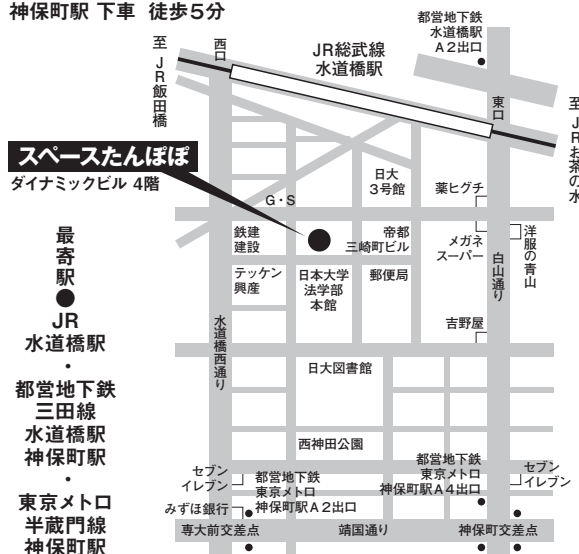 神保町駅 下車 徒歩5分
都営地下鉄
水道橋駅
A2出口
至 JR飯田橋
西口
JR総武線
水道橋駅
東口
至 JRお茶の水
スペースたんぽぽ
ダイナミックビル 4階
G・S
日大
3号館
薬ヒグチ
鉄建
建設
帝都
三崎町ビル
メガネ
スーパー
洋服の青山
白山通り
テッケン
興産
日本大学
法学部
本館
郵便局
最寄駅
●
JR
水道橋駅
・
都営地下鉄
三田線
水道橋駅
神保町駅
・
東京メトロ
半蔵門線
神保町駅
水道橋西通り
吉野屋
日大図書館
西神田公園
セブン
イレブン
みずほ銀行
都営地下鉄
東京メトロ
神保町駅A2出口
都営地下鉄
東京メトロ
神保町駅A4出口
セブン
イレブン
専大前交差点
靖国通り
神保町交差点